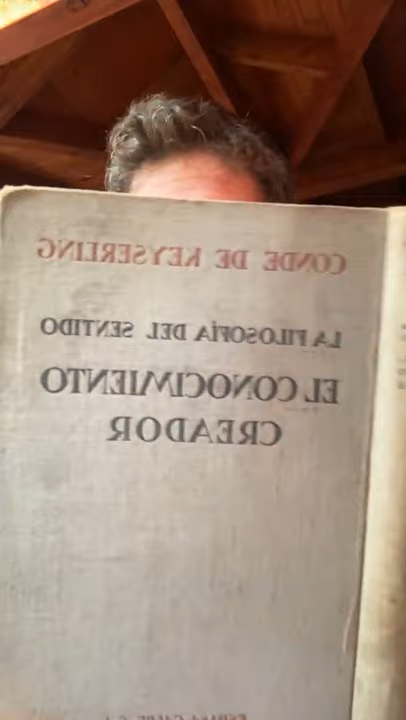 CONDE DE KEYSERLING
LA FILOSOFÍA DEL SENTIDO
EL CONOCIMIENTO
CREADOR